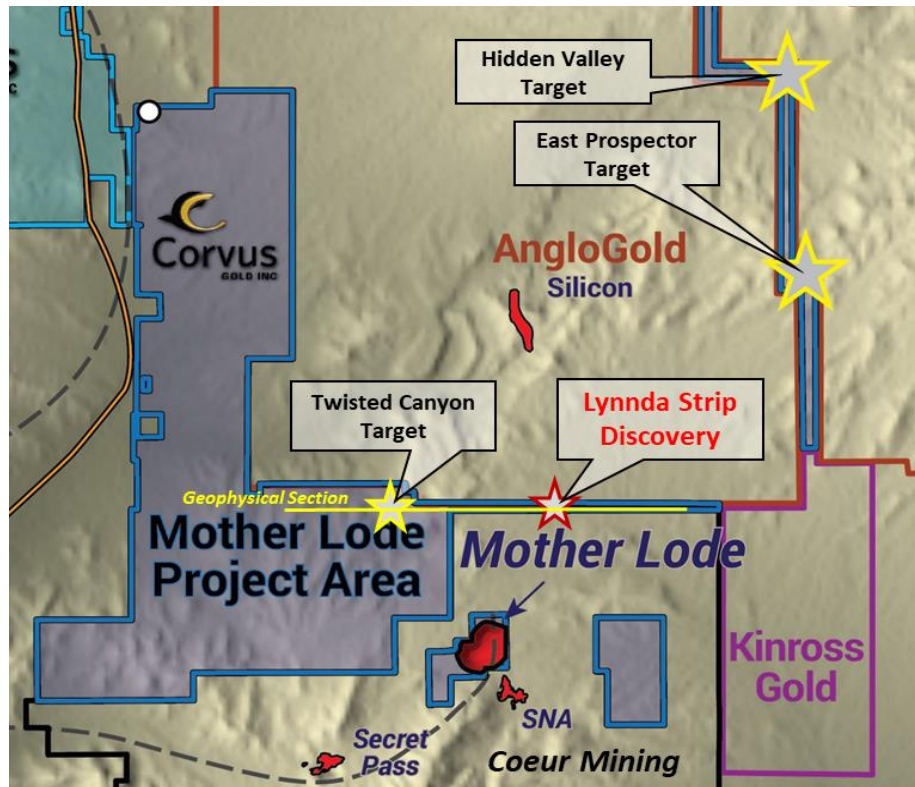 Hidden Valley
Target
East Prospector
Target
Corvus
GOLD INC
AngloGold
Silicon
Twisted Canyon
Target
Lynnda Strip
Discovery
Geophysical Section
Mother Lode
Project Area
Mother Lode
Kinross
Gold
SNA
Secret
Pass
Coeur Mining